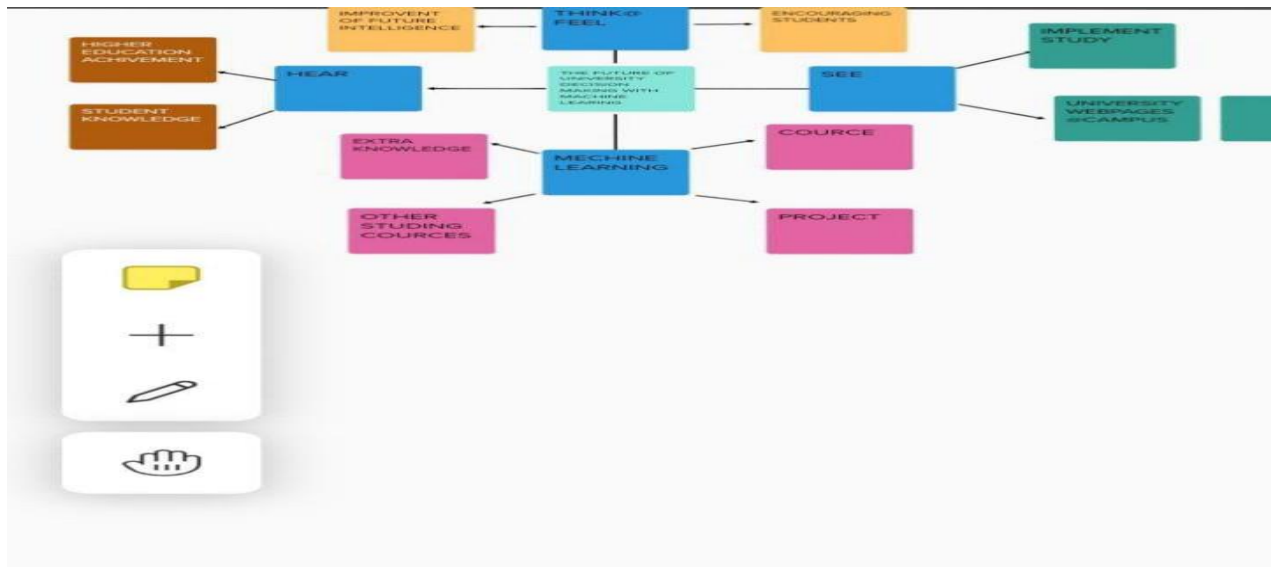 IMPROVENT
OF FUTURE
INTELLIGENCE
THINK@
FEEL
ENCOURAGING
STUDENTS
IMPLEMENT
STUDY
HIGHER
EDUCATION
ACHIVEMENT
HEAR
THE FUTURE OF
UNIVERSITY
DECISION
MAKING WITH
MACHINE
LEARING
SEE
STUDENT
KNOWLEDGE
UNIVERSITY
WEBPAGES
@CAMPUS
EXTRA
KNOWLEDGE
MECHINE
LEARNING
COURCE
OTHER
STUDING
COURCES
PROJECT